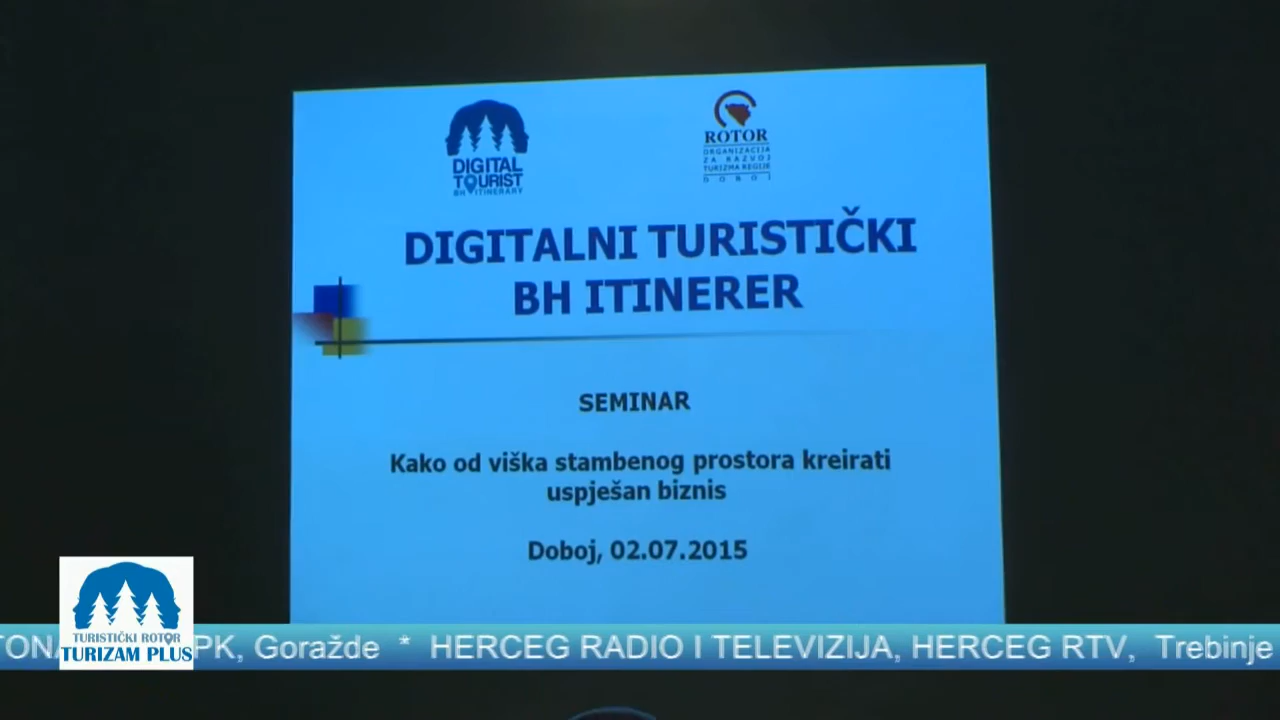 DIGITAL
TOURIST
BH ITINERARY
ROTOR
ORGANIZACIJA
ZA RAZVOJ
TURIZMA REGIJE
DOBOJ
DIGITALNI TURISTIČKI
BH ITINERER
SEMINAR
Kako od viška stambenog prostora kreirati
uspješan biznis
Doboj, 02.07.2015
TURISTIČKI ROTOR
TURIZAM PLUS
PK, Goražde * HERCEG RADIO I TELEVIZIJA, HERCEG RTV, Trebinje